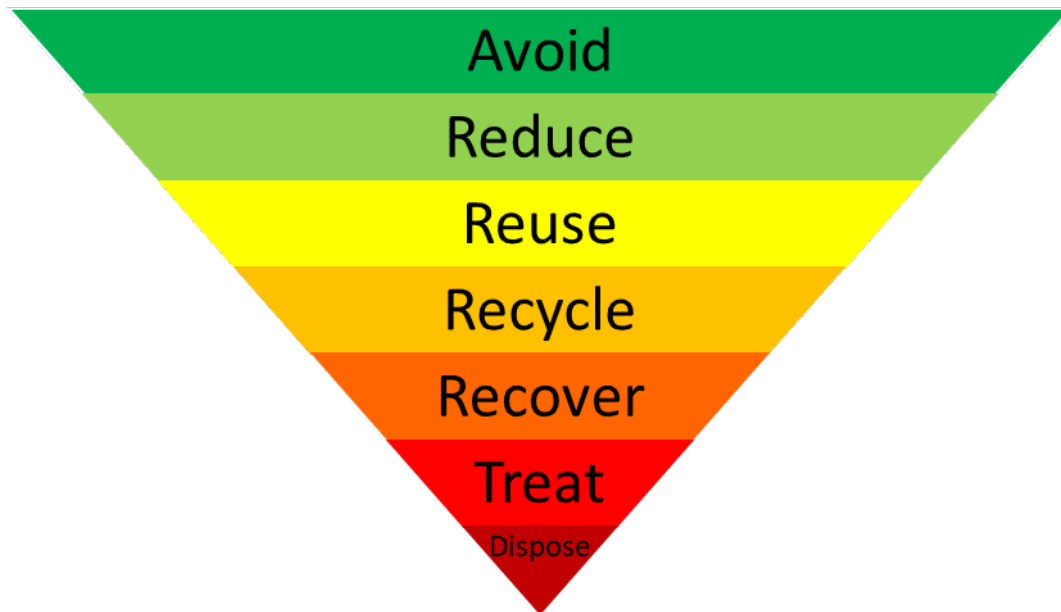 Avoid
Reduce
Reuse
Recycle
Recover
Treat
Dispose